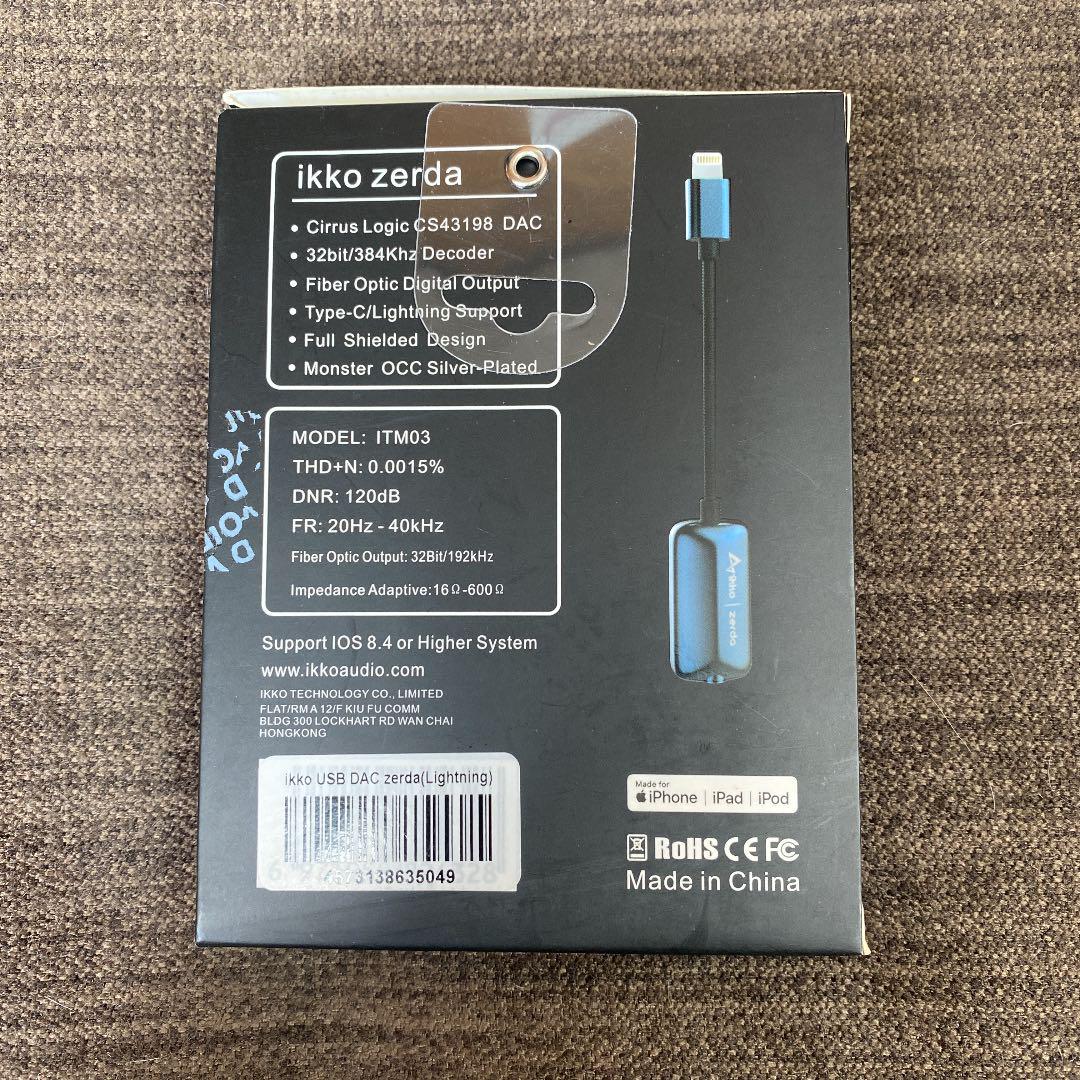 ikko zerda
• Cirrus Logic CS43198 DAC
• 32bit/384Khz Decoder
• Fiber Optic Digital Output
• Type-C/Lightning Support
• Full Shielded Design
• Monster OCC Silver-Plated
MODEL: ITM03
THD+N: 0.0015%
DNR: 120dB
FR: 20Hz - 40kHz
Fiber Optic Output: 32Bit/192kHz
Impedance Adaptive:16Ω-600Ω
Support IOS 8.4 or Higher System
www.ikkoaudio.com
IKKO TECHNOLOGY CO., LIMITED
FLAT/RM A 12/F KIU FU COMM
BLDG 300 LOCKHART RD WAN CHAI
HONGKONG
ikko USB DAC zerda(Lightning)
4573138635049
ikko | zerda
Made for
iPhone | iPad | iPod
RoHS CE FC
Made in China